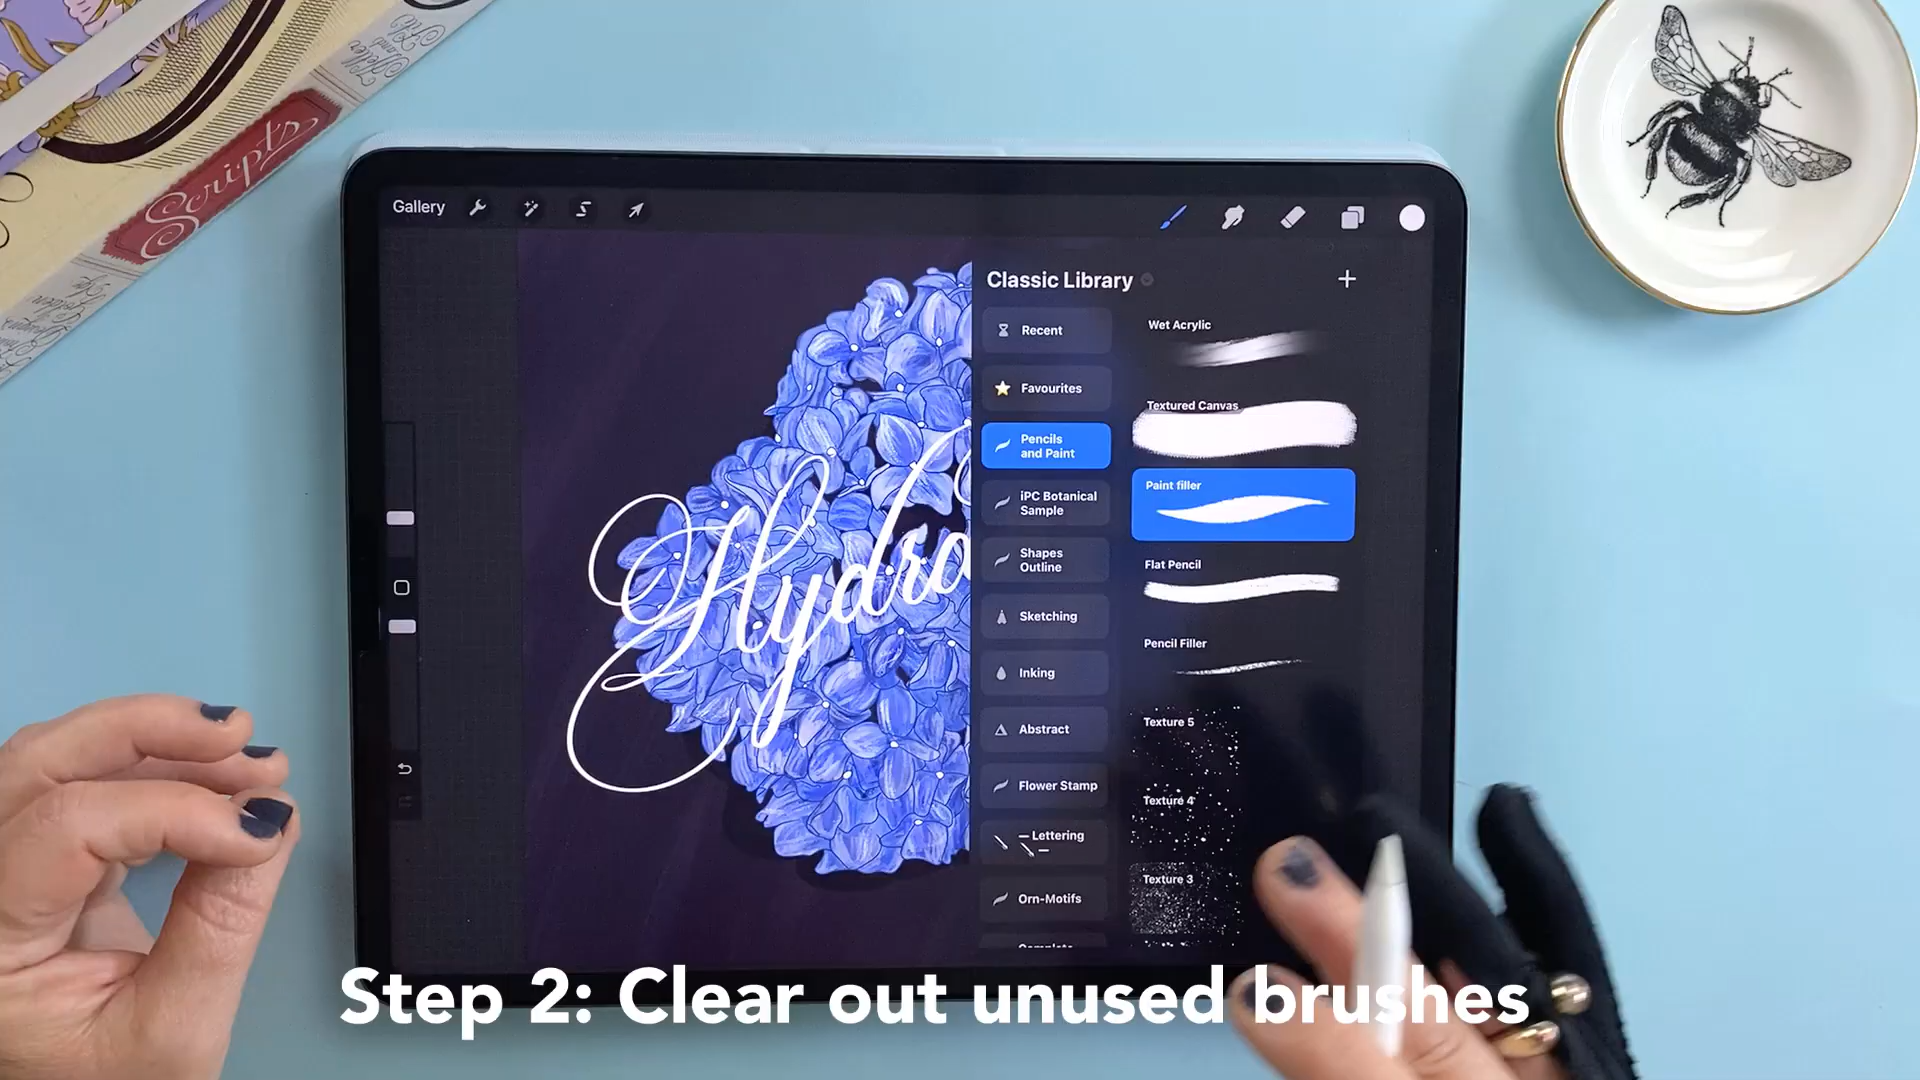 Scripts
Gallery
Classic Library
Recent
Favourites
Pencils
and Paint
iPC Botanical
Sample
Shapes
Outline
Sketching
Inking
Abstract
Flower Stamp
Lettering
Orn-Motifs
Complete
Wet Acrylic
Textured Canvas
Paint filler
Flat Pencil
Pencil Filler
Texture 5
Texture 4
Texture 3
Hydra
Step 2: Clear out unused brushes